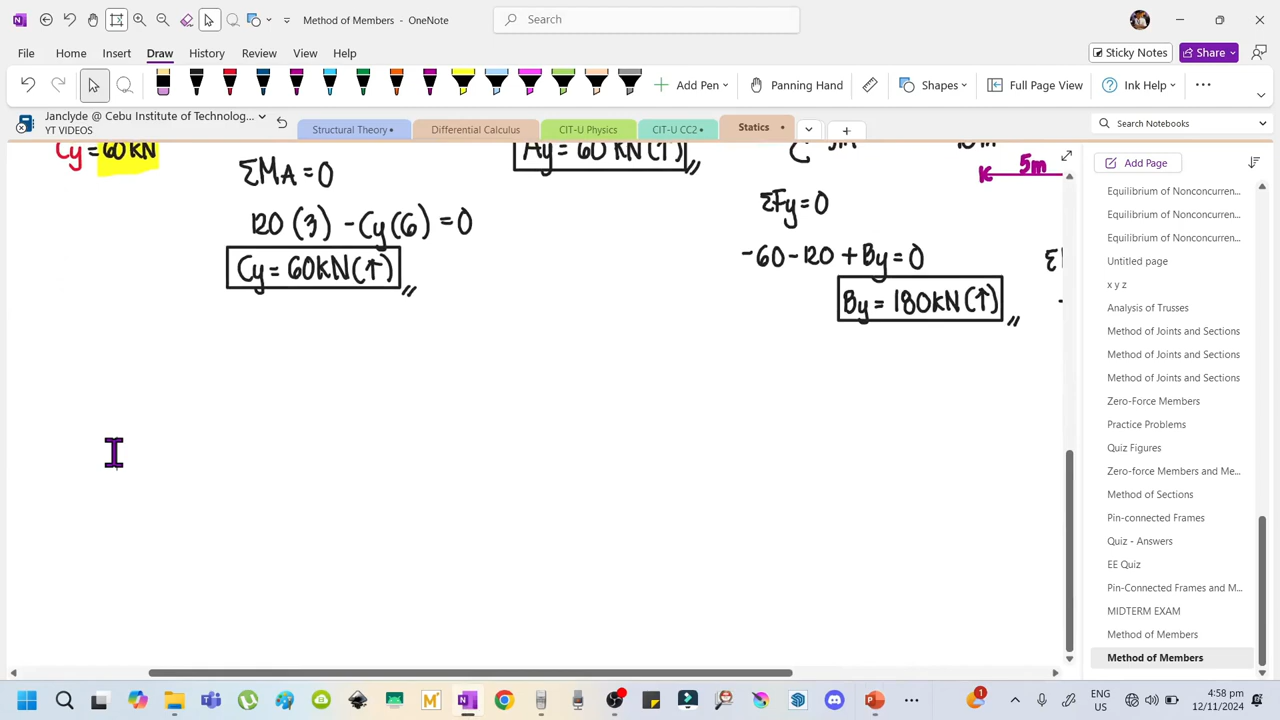 Method of Members - OneNote
Search
File Home Insert Draw History Review View Help
Sticky Notes
Share
Add Pen
Panning Hand
Shapes
Full Page View
Ink Help
Janclyde @ Cebu Institute of Technolog...
YT VIDEOS
Structural Theory
Differential Calculus
CIT-U Physics
CIT-U CC2
Statics
Search Notebooks
Add Page
Equilibrium of Nonconcurren...
Equilibrium of Nonconcurren...
Equilibrium of Nonconcurren...
Untitled page
x y z
Analysis of Trusses
Method of Joints and Sections
Method of Joints and Sections
Method of Joints and Sections
Zero-Force Members
Practice Problems
Quiz Figures
Zero-force Members and Me...
Method of Sections
Pin-connected Frames
Quiz - Answers
EE Quiz
Pin-Connected Frames and M...
MIDTERM EXAM
Method of Members
Method of Members
Cy = 60 kN
ΣMA = 0
120 (3) - Cy (6) = 0
Cy = 60kN (↑)
Ay = 60 kN (↑)
5m
ΣFy = 0
-60 - 120 + By = 0
By = 180kN (↑)
1
ENG
US
4:58 pm
12/11/2024